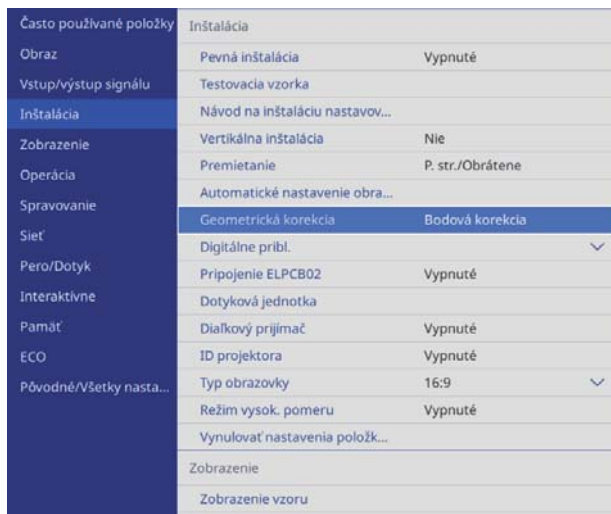 Často používané položky
Obraz
Vstup/výstup signálu
Inštalácia
Zobrazenie
Operácia
Spravovanie
Sieť
Pero/Dotyk
Interaktívne
Pamäť
ECO
Pôvodné/Všetky nasta...
Inštalácia
Pevná inštalácia Vypnuté
Testovacia vzorka
Návod na inštaláciu nastavov...
Vertikálna inštalácia Nie
Premietanie P. str./Obrátene
Automatické nastavenie obra...
Geometrická korekcia Bodová korekcia
Digitálne pribl.
Pripojenie ELPCB02 Vypnuté
Dotyková jednotka
Diaľkový prijímač Vypnuté
ID projektora Vypnuté
Typ obrazovky 16:9
Režim vysok. pomeru Vypnuté
Vynulovať nastavenia položk...
Zobrazenie
Zobrazenie vzoru